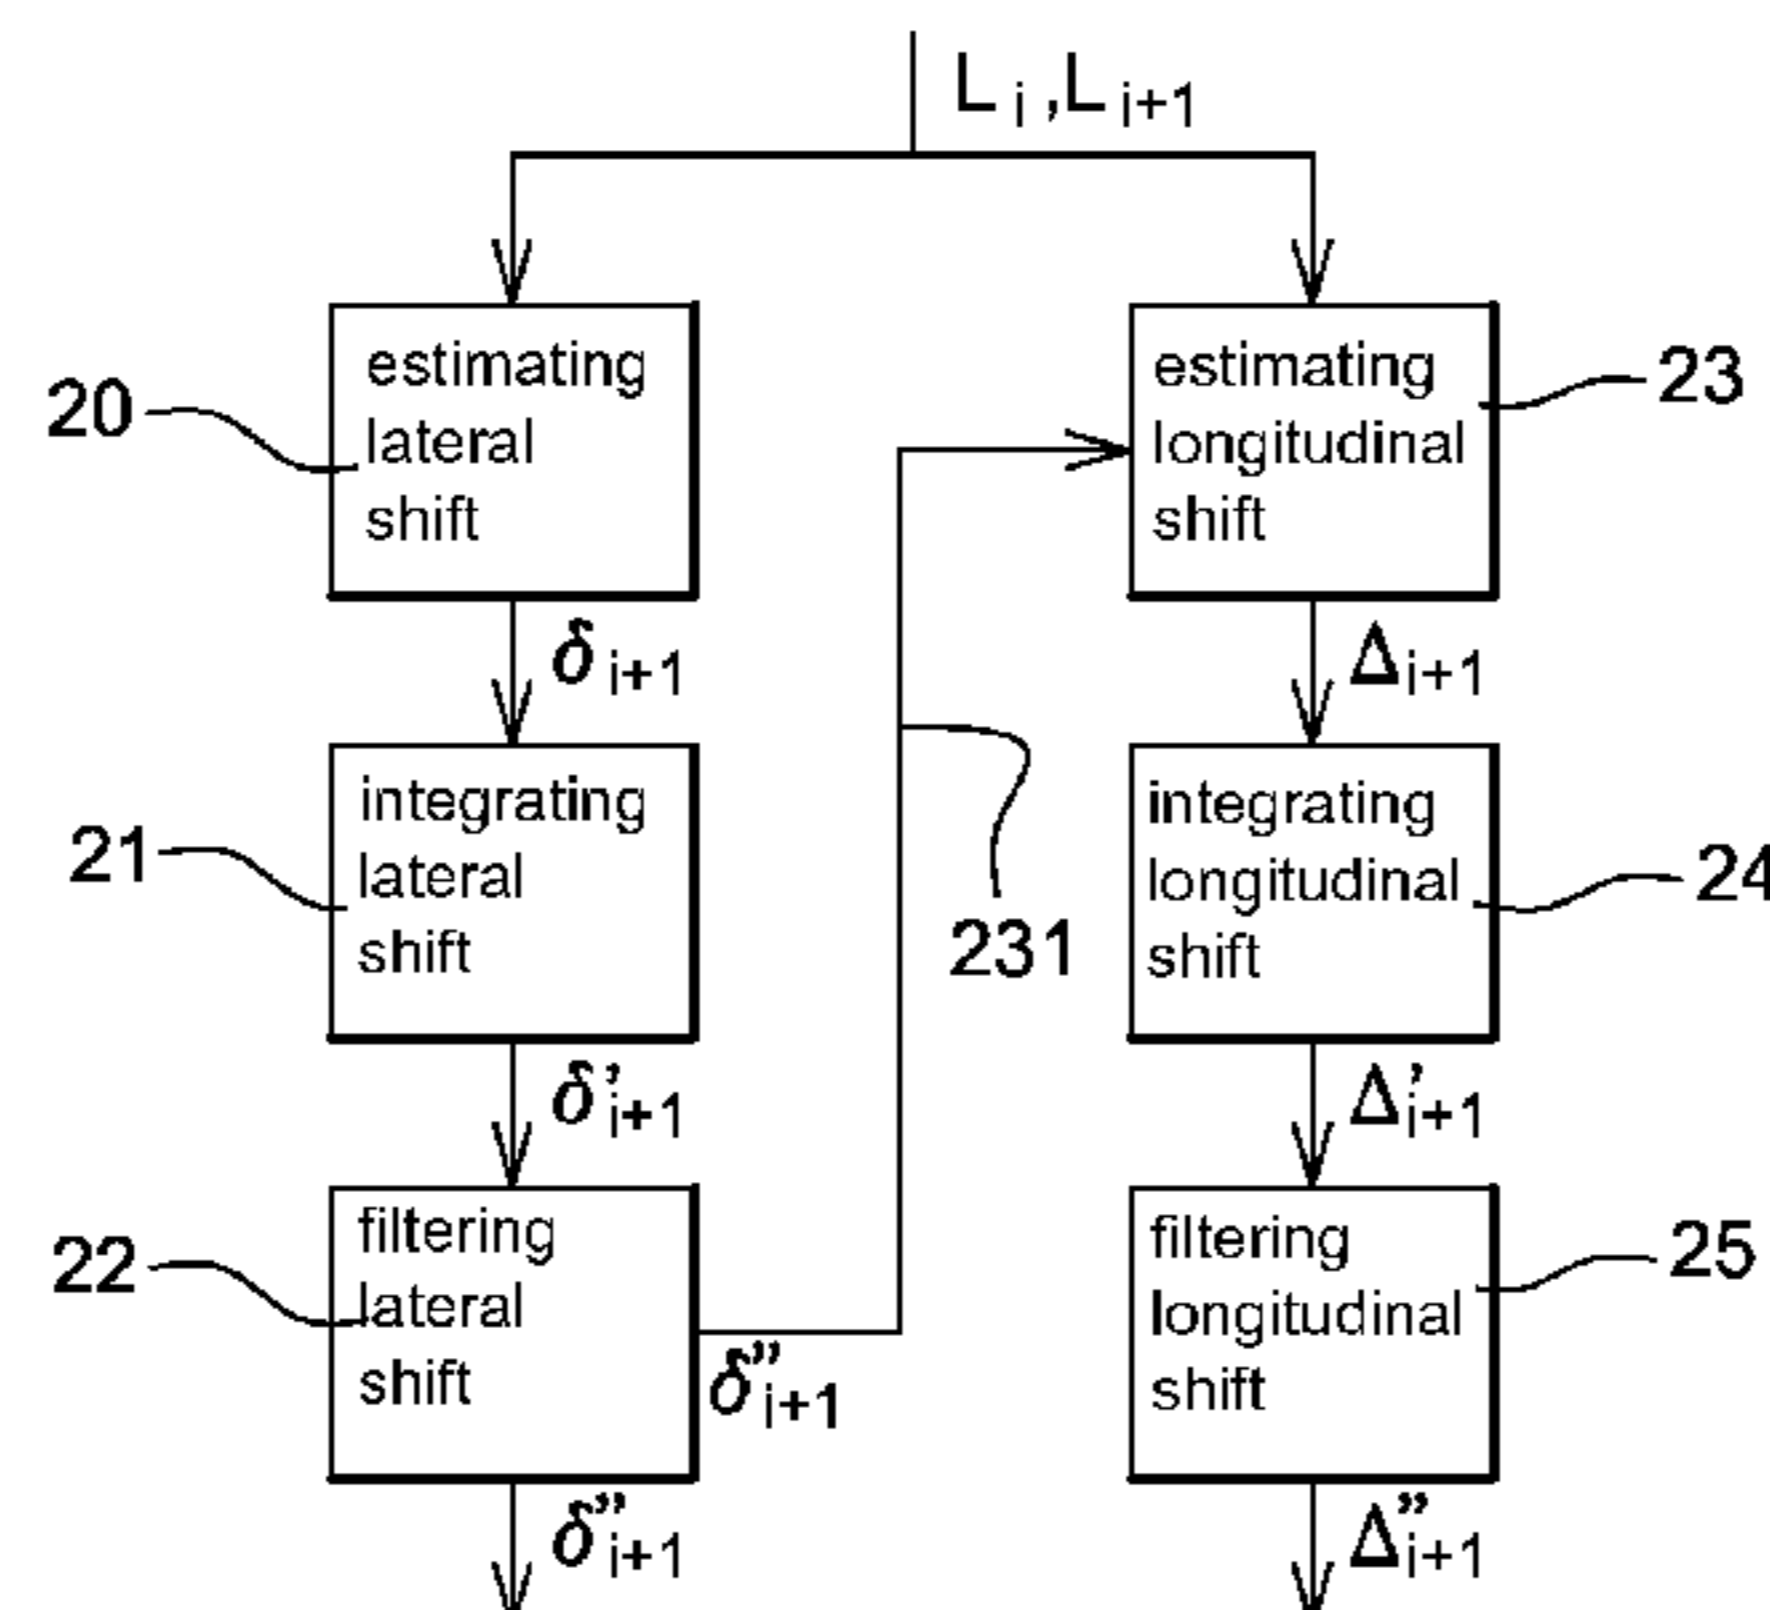 L i ,L i+1
20
estimating
lateral
shift
estimating
longitudinal
shift
23
δ i+1
Δ i+1
21
integrating
lateral
shift
231
integrating
longitudinal
shift
24
δ' i+1
Δ' i+1
22
filtering
lateral
shift
δ" i+1
filtering
longitudinal
shift
25
δ" i+1
Δ" i+1